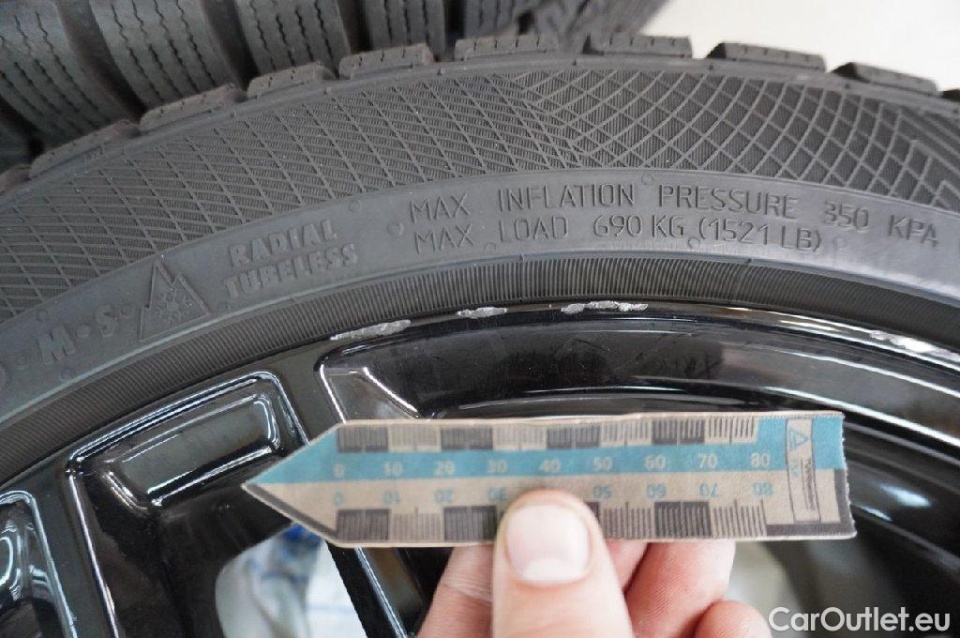 MAX INFLATION PRESSURE 350 KPA
MAX LOAD 690 KG (1521 LB)
RADIAL
TUBELESS
M•S
0 10 20 30 40 50 60 70 80
0 10 20 30 50 60 70 80
CarOutlet.eu